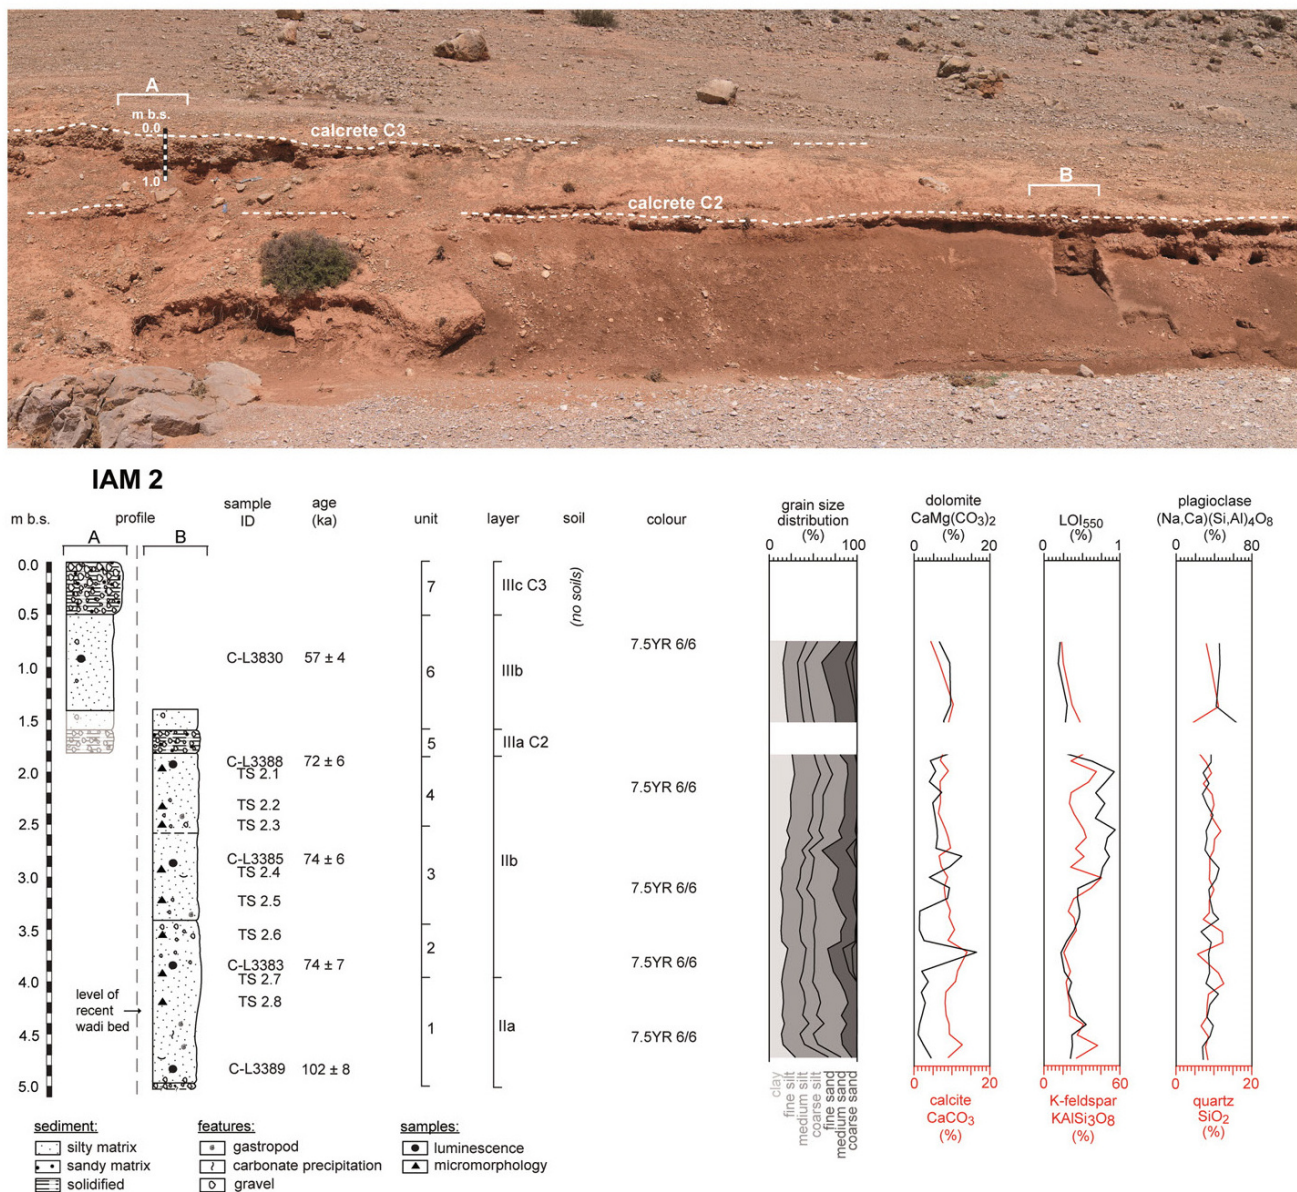 A
m b.s.
0.0
calcrete C3
1.0
B
calcrete C2
IAM 2
m b.s.
profile
sample
ID
age
(ka)
unit
layer
soil
colour
grain size
distribution
(%)
dolomite
CaMg(CO3)2
(%)
LOI550
(%)
plagioclase
(Na,Ca)(Si,Al)4O8
(%)
A
B
0 100
0 20
0 1
0 80
0.0
0.5
1.0
1.5
2.0
2.5
3.0
3.5
4.0
4.5
5.0
level of
recent
wadi bed
C-L3830 57 ± 4
C-L3388 72 ± 6
TS 2.1
TS 2.2
TS 2.3
C-L3385 74 ± 6
TS 2.4
TS 2.5
TS 2.6
C-L3383 74 ± 7
TS 2.7
TS 2.8
C-L3389 102 ± 8
7
6
5
4
3
2
1
IIIc C3
IIIb
IIIa C2
IIb
IIa
(no soils)
7.5YR 6/6
7.5YR 6/6
7.5YR 6/6
7.5YR 6/6
7.5YR 6/6
clay
fine silt
medium silt
coarse silt
fine sand
medium sand
coarse sand
0 20
calcite
CaCO3
(%)
0 60
K-feldspar
KAlSi3O8
(%)
0 80
quartz
SiO2
(%)
sediment:
silty matrix
sandy matrix
solidified
features:
gastropod
carbonate precipitation
gravel
samples:
luminescence
micromorphology